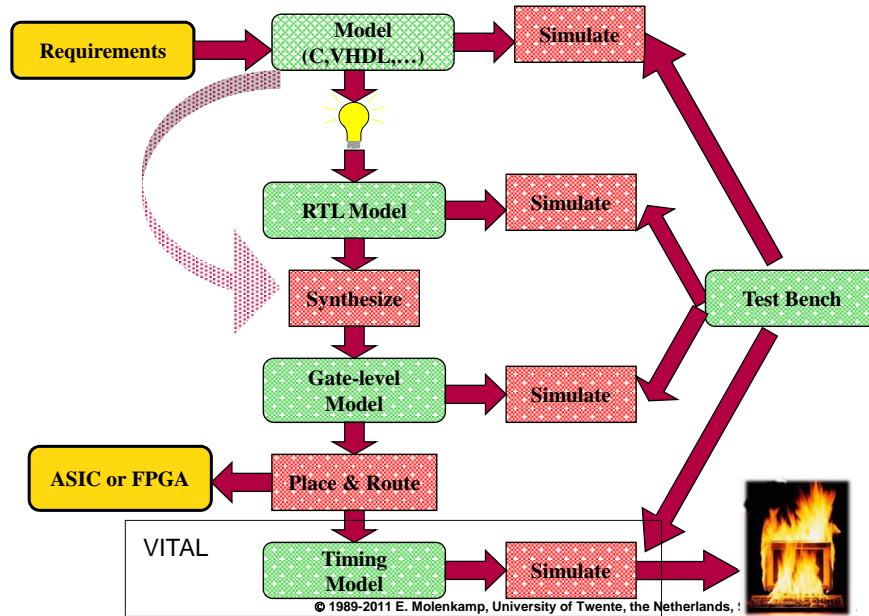 Requirements
Model
(C,VHDL,…)
Simulate
RTL Model
Simulate
Synthesize
Test Bench
Gate-level
Model
Simulate
ASIC or FPGA
Place & Route
VITAL
Timing
Model
Simulate
© 1989-2011 E. Molenkamp, University of Twente, the Netherlands,